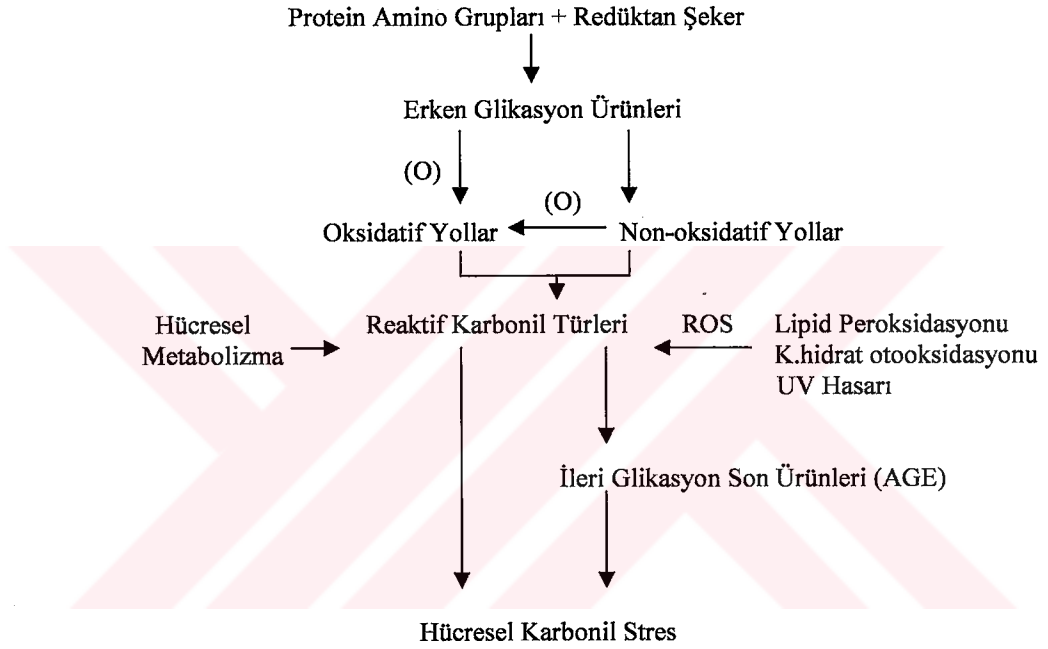 Protein Amino Grupları + Redüktan Şeker
Erken Glikasyon Ürünleri
(O)
(O)
Oksidatif Yollar
Non-oksidatif Yollar
Hücresel
Metabolizma
Reaktif Karbonil Türleri
ROS
Lipid Peroksidasyonu
K.hidrat otooksidasyonu
UV Hasarı
İleri Glikasyon Son Ürünleri (AGE)
Hücresel Karbonil Stres